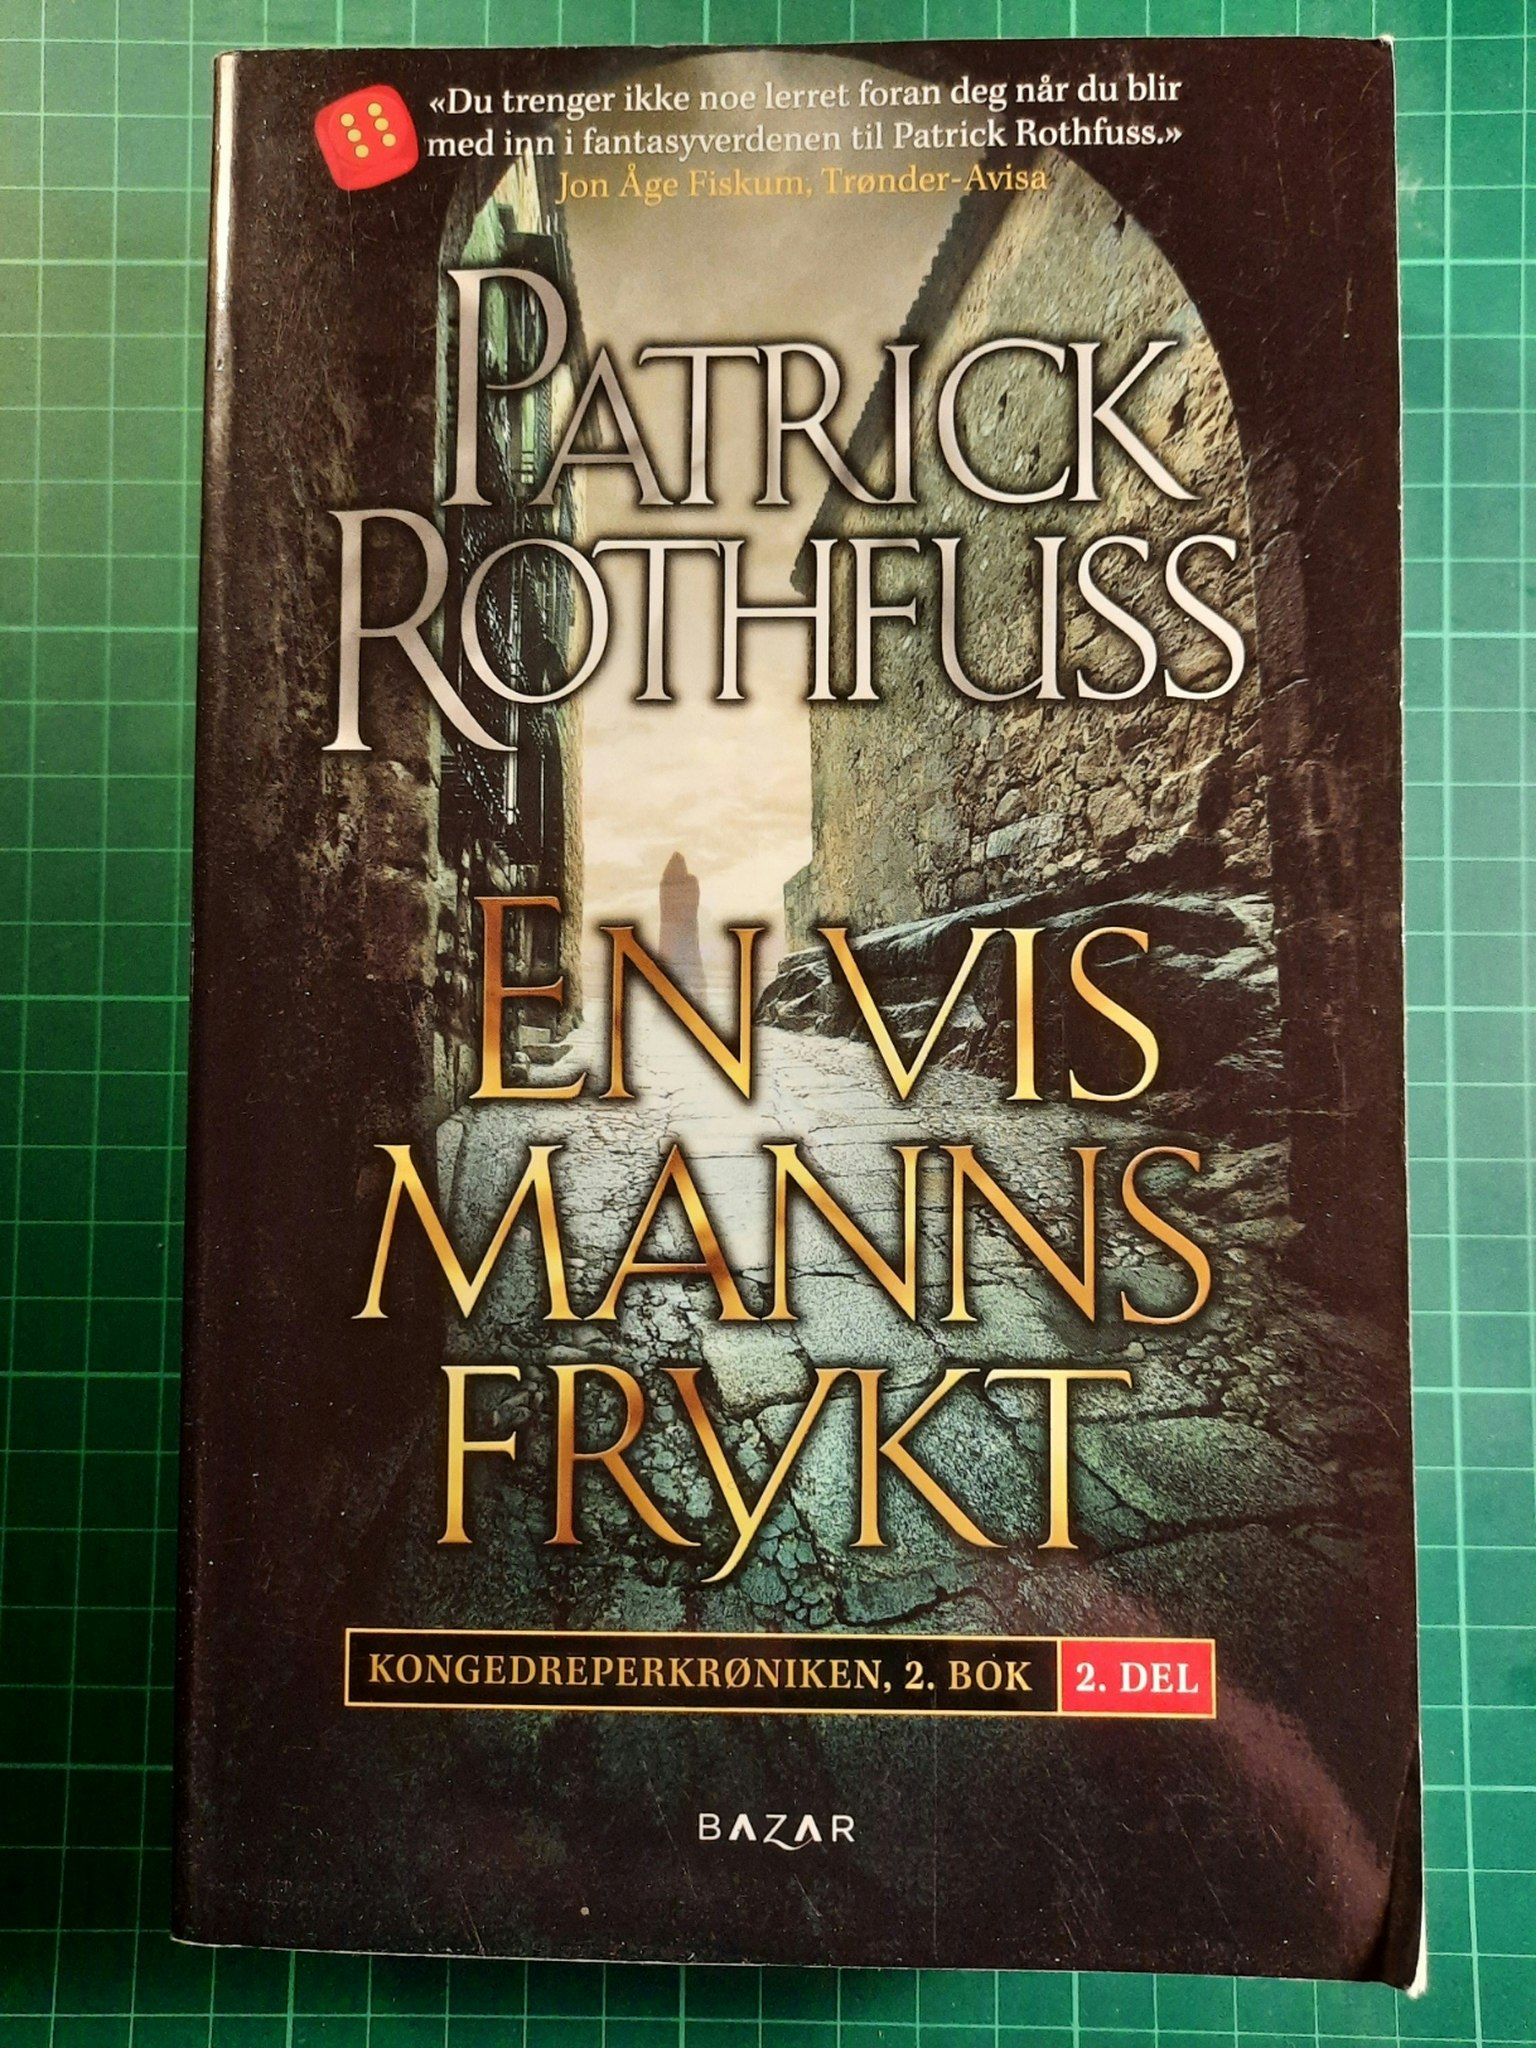 «Du trenger ikke noe lerret foran deg når du blir
med inn i fantasyverdenen til Patrick Rothfuss.»
Jon Åge Fiskum, Trønder-Avisa
PATRICK
ROTHFUSS
EN VIS
MANNS
FRYKT
KONGEDREPERKRØNIKEN, 2. BOK 2. DEL
BAZAR